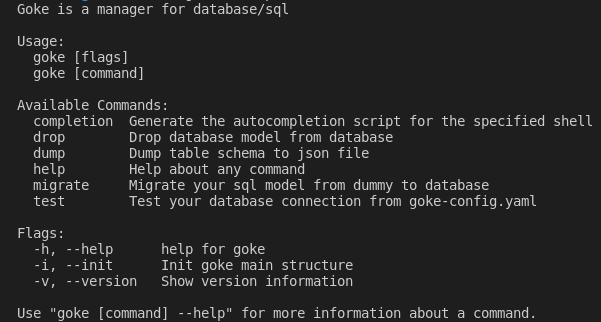 Goke is a manager for database/sql
Usage:
  goke [flags]
  goke [command]
Available Commands:
  completion  Generate the autocompletion script for the specified shell
  drop        Drop database model from database
  dump        Dump table schema to json file
  help        Help about any command
  migrate     Migrate your sql model from dummy to database
  test        Test your database connection from goke-config.yaml
Flags:
  -h, --help      help for goke
  -i, --init      Init goke main structure
  -v, --version   Show version information
Use "goke [command] --help" for more information about a command.